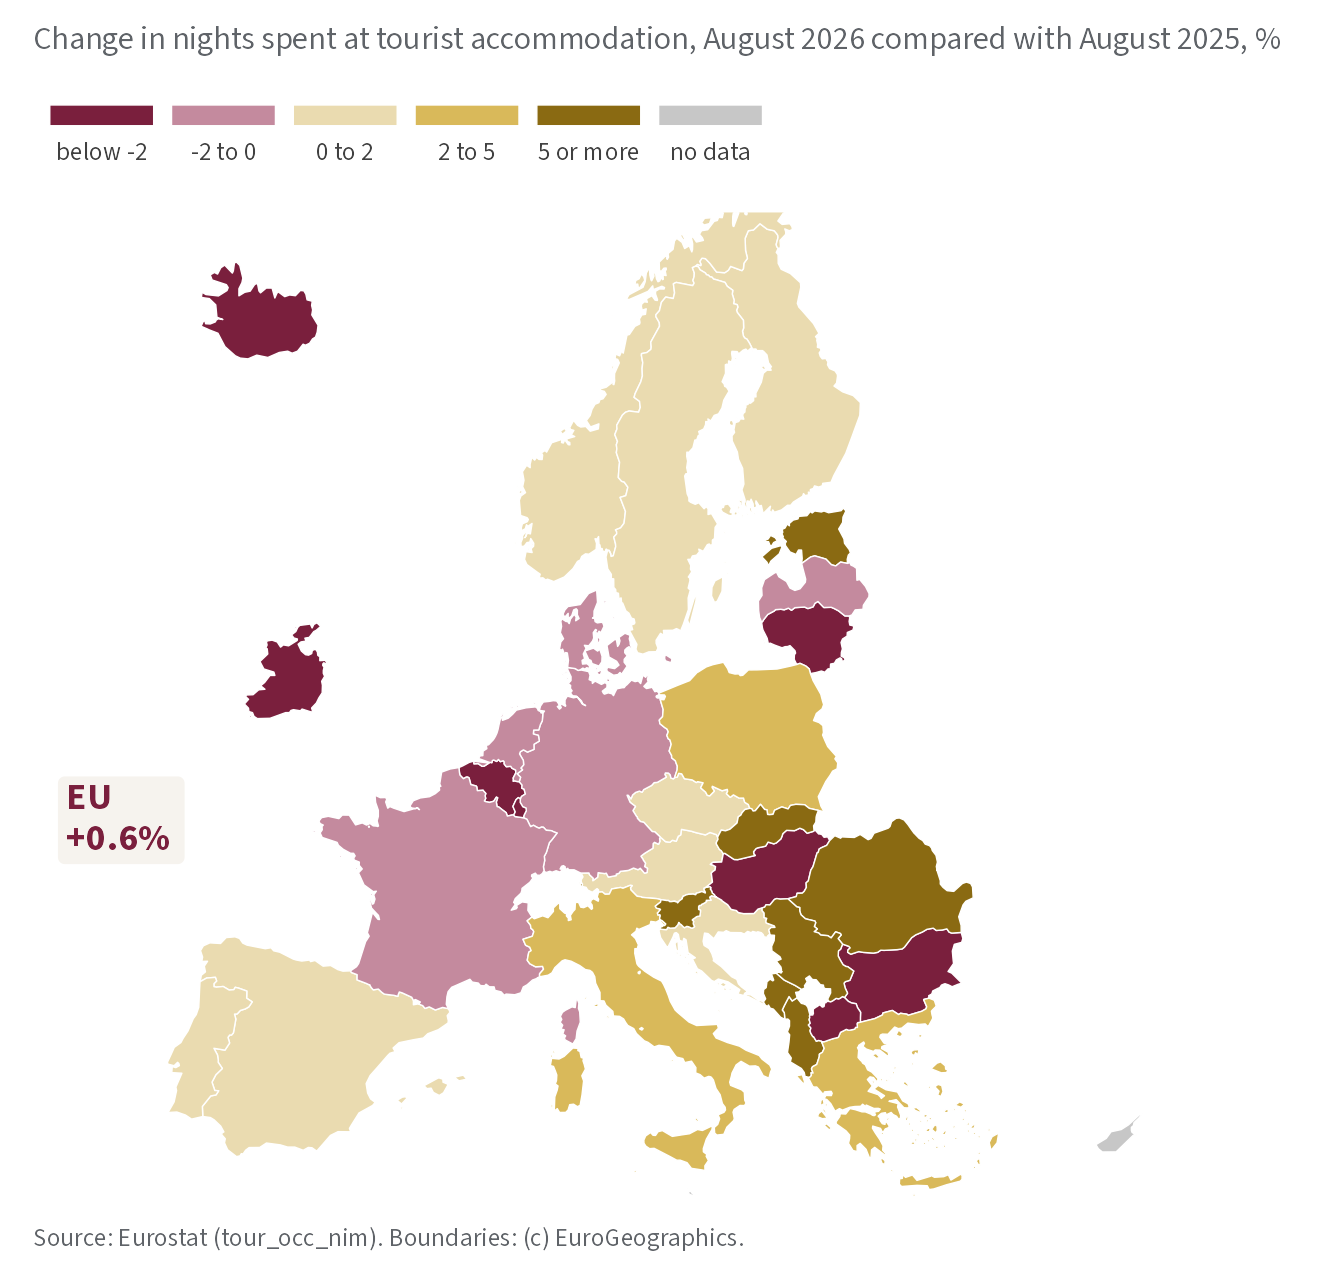 Change in nights spent at tourist accommodation, August 2026 compared with August 2025, %
below -2
-2 to 0
0 to 2
2 to 5
5 or more
no data
EU
+0.6%
Source: Eurostat (tour_occ_nim). Boundaries: (c) EuroGeographics.